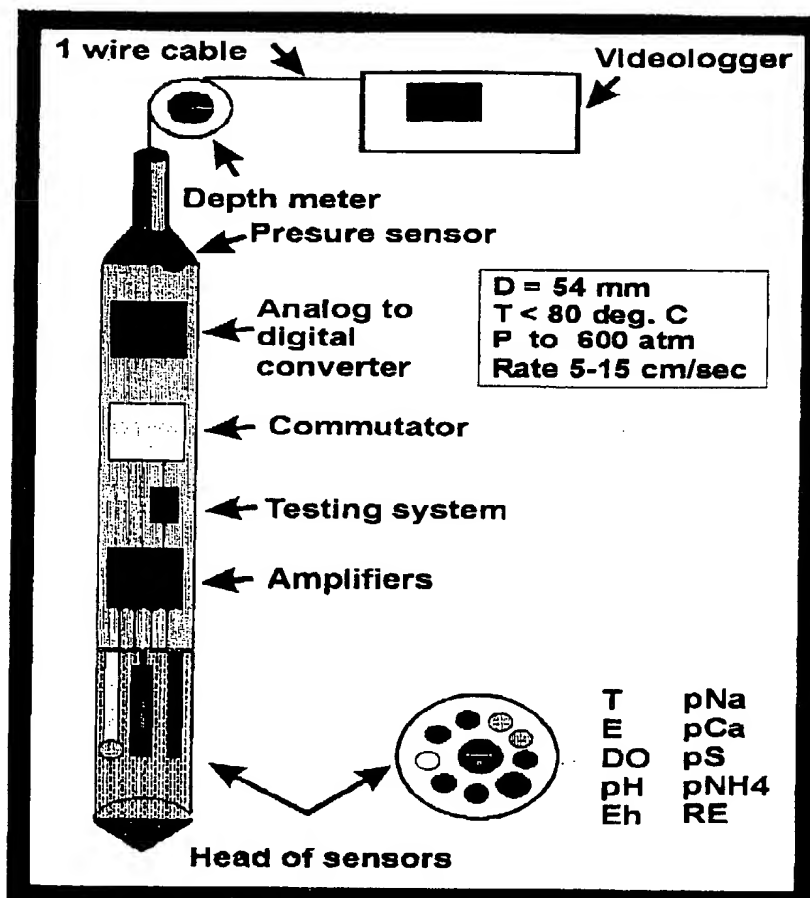 1 wire cable
Videologger
Depth meter
Presure sensor
D = 54 mm
T < 80 deg. C
P to 600 atm
Rate 5-15 cm/sec
Analog to
digital
converter
Commutator
Testing system
Amplifiers
T pNa
E pCa
DO pS
pH pNH4
Eh RE
Head of sensors